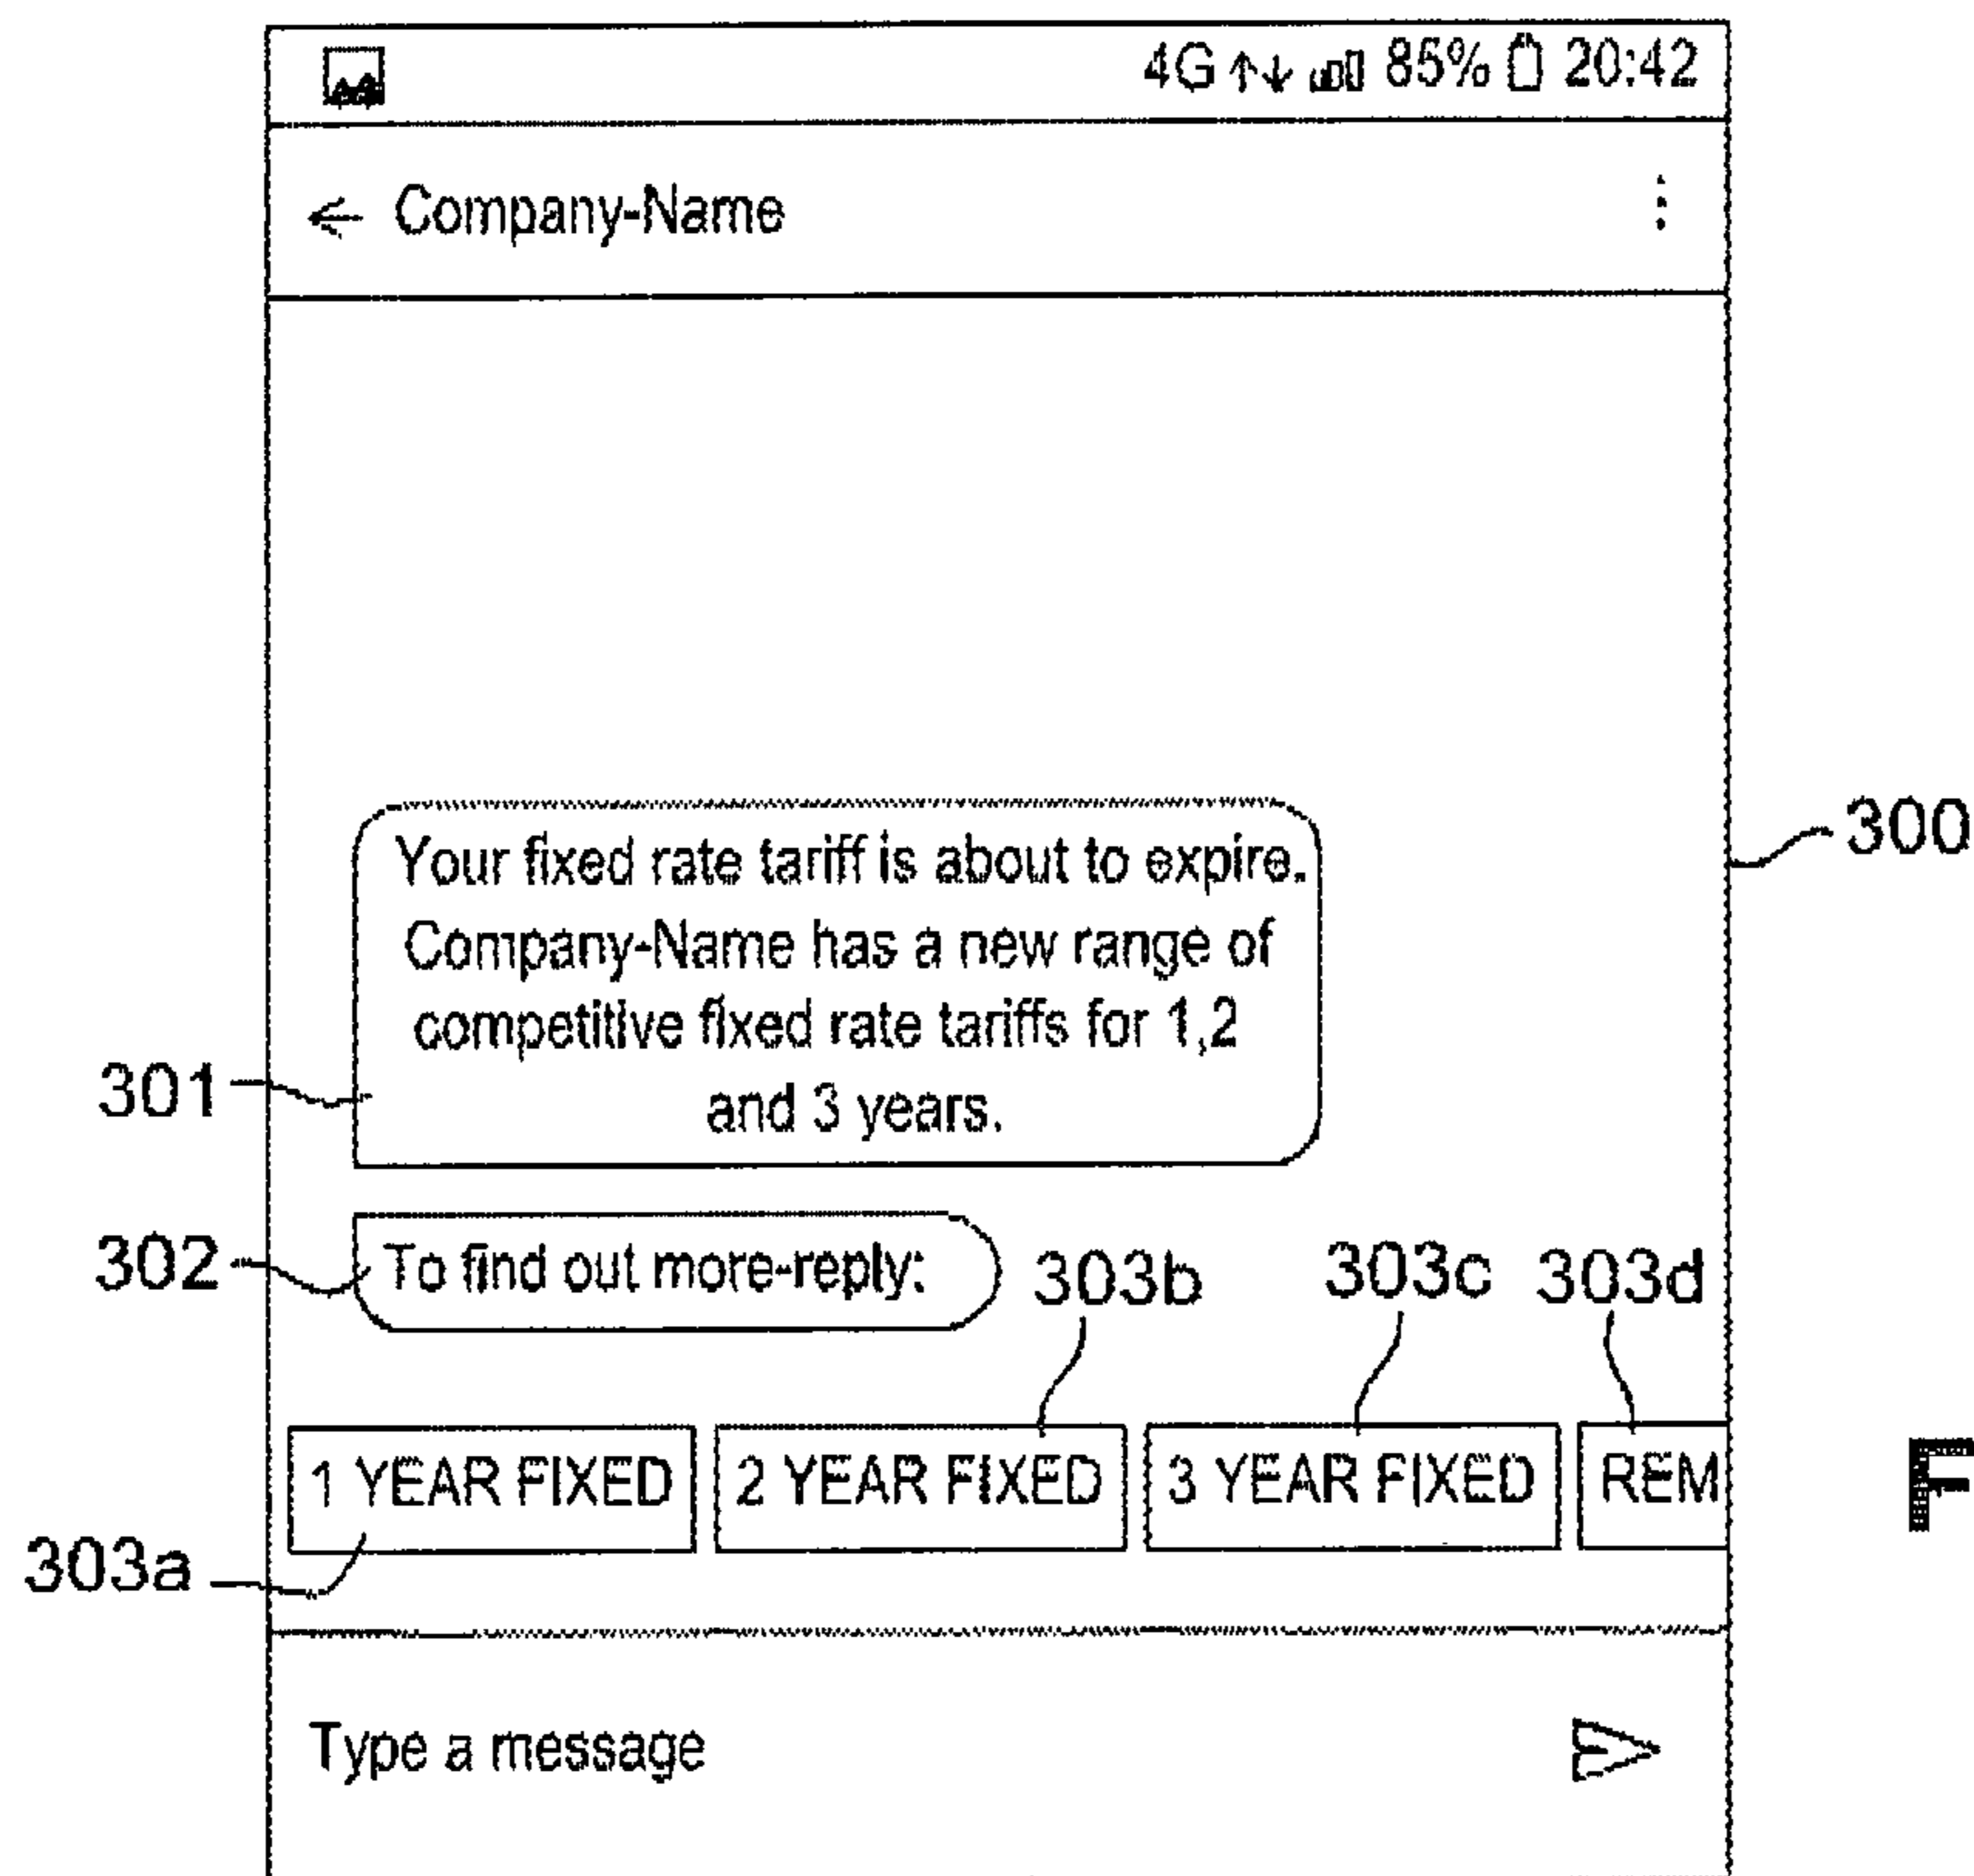 4G 85% 20:42
Company-Name
Your fixed rate tariff is about to expire.
Company-Name has a new range of
competitive fixed rate tariffs for 1,2
and 3 years.
300
301
To find out more-reply:
302
303b 303c 303d
1 YEAR FIXED 2 YEAR FIXED 3 YEAR FIXED REM
303a
F
Type a message